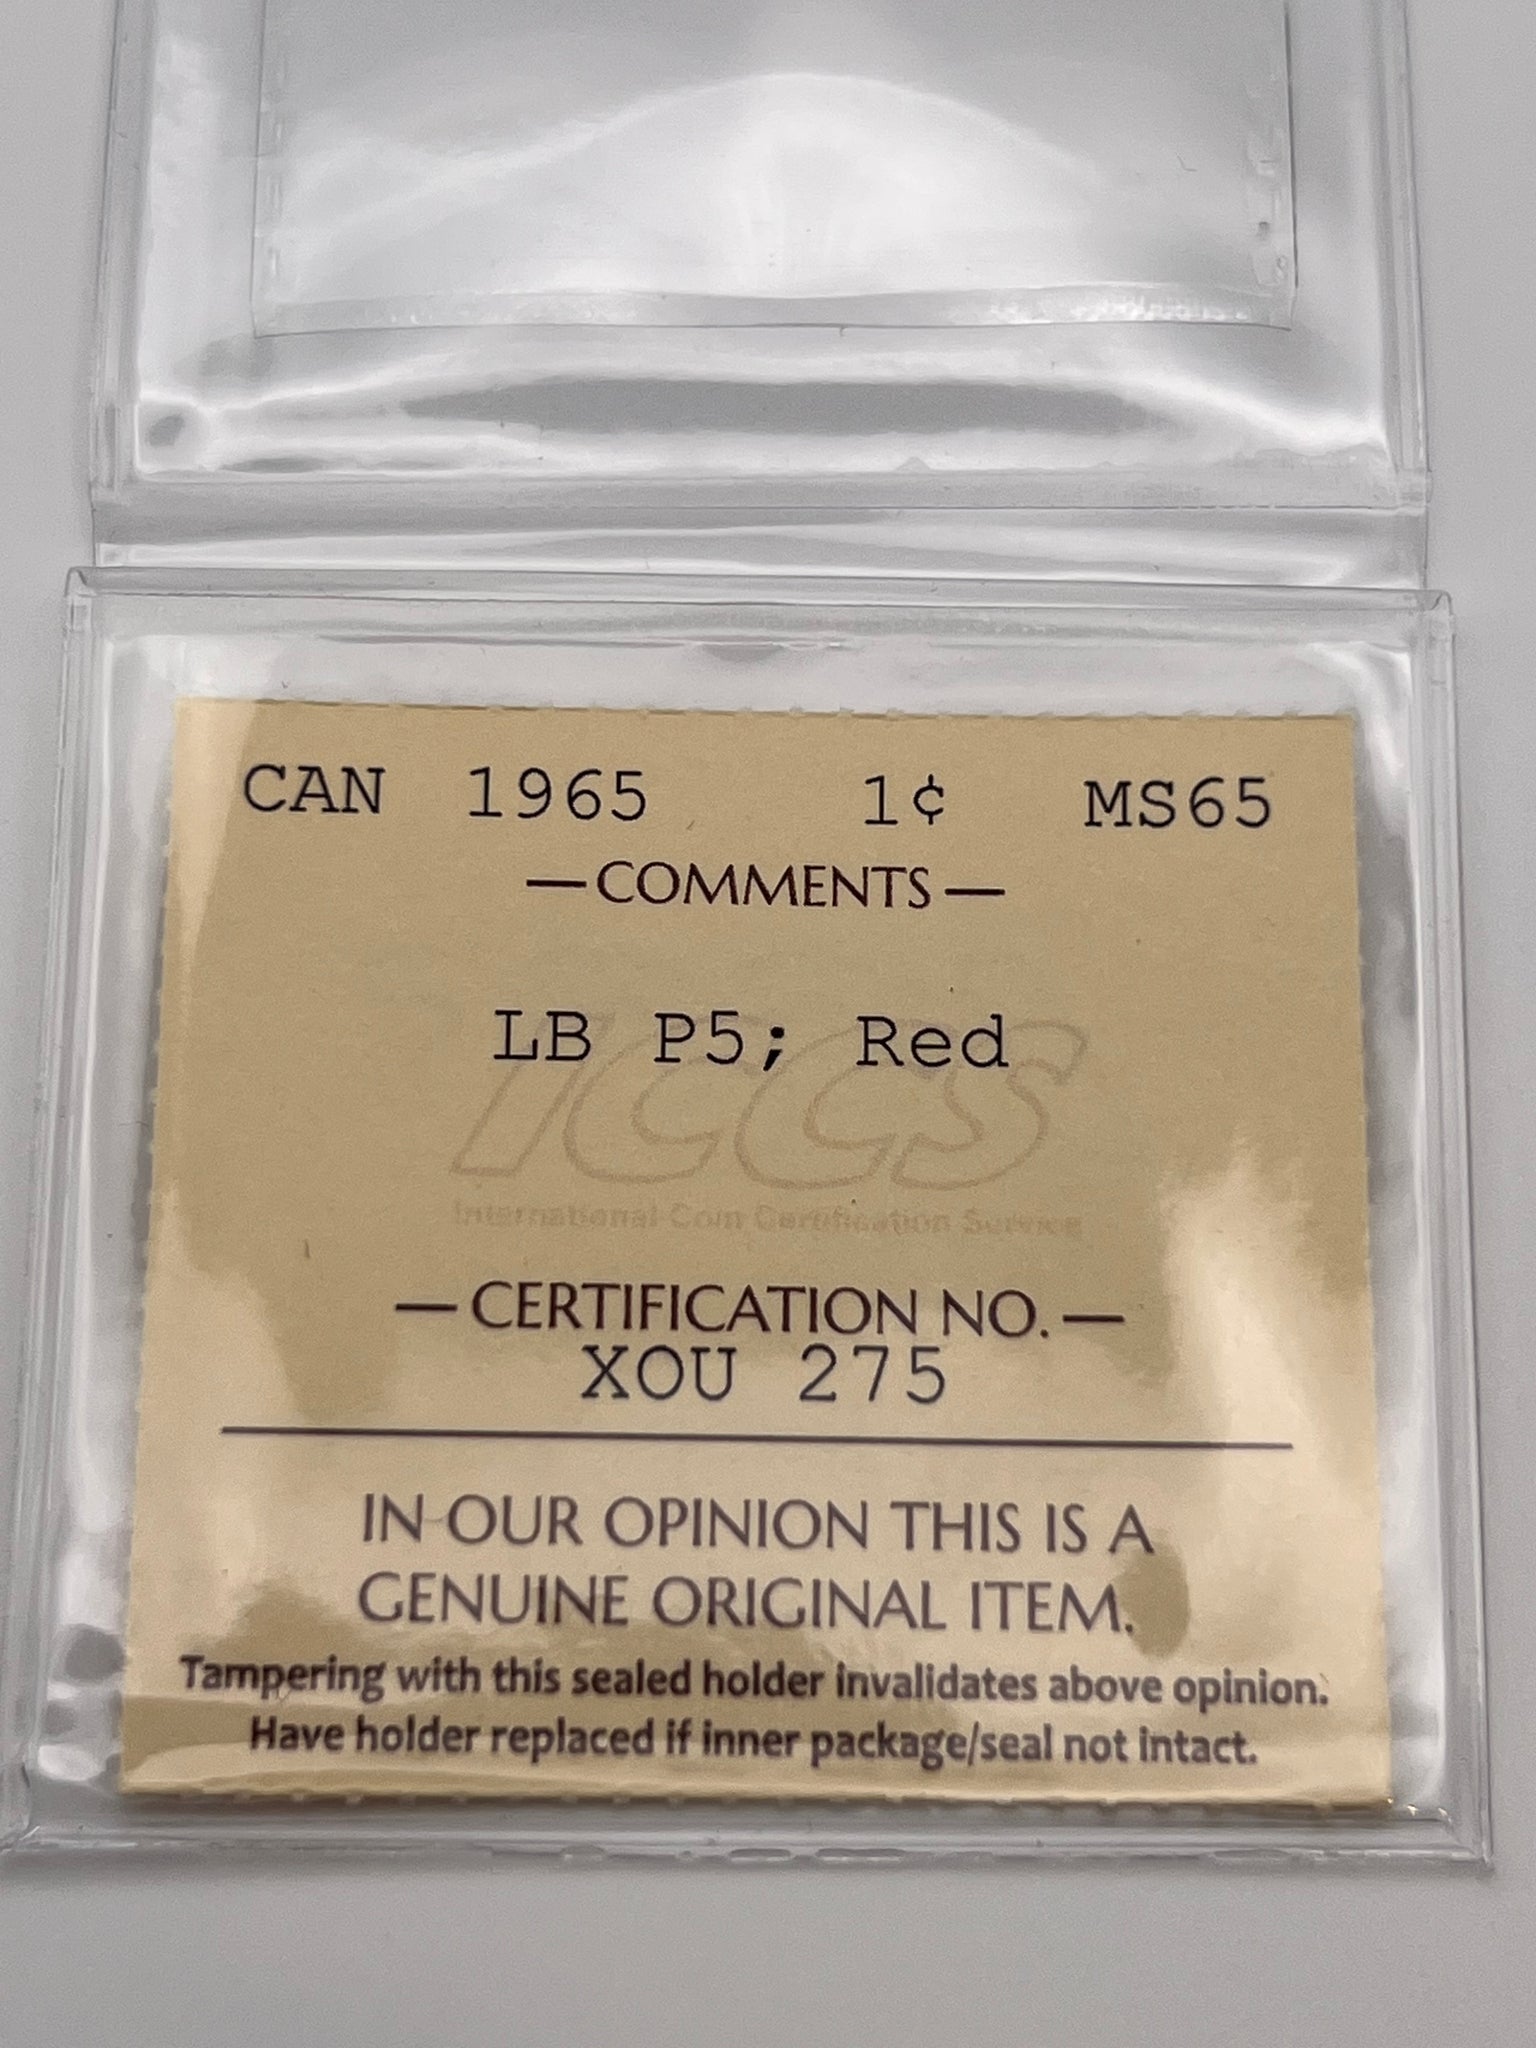 CAN 1965 1¢ MS65
—COMMENTS—
LB P5; Red
ICCS
International Coin Certification Service
—CERTIFICATION NO.—
XOU 275
IN OUR OPINION THIS IS A
GENUINE ORIGINAL ITEM.
Tampering with this sealed holder invalidates above opinion.
Have holder replaced if inner package/seal not intact.